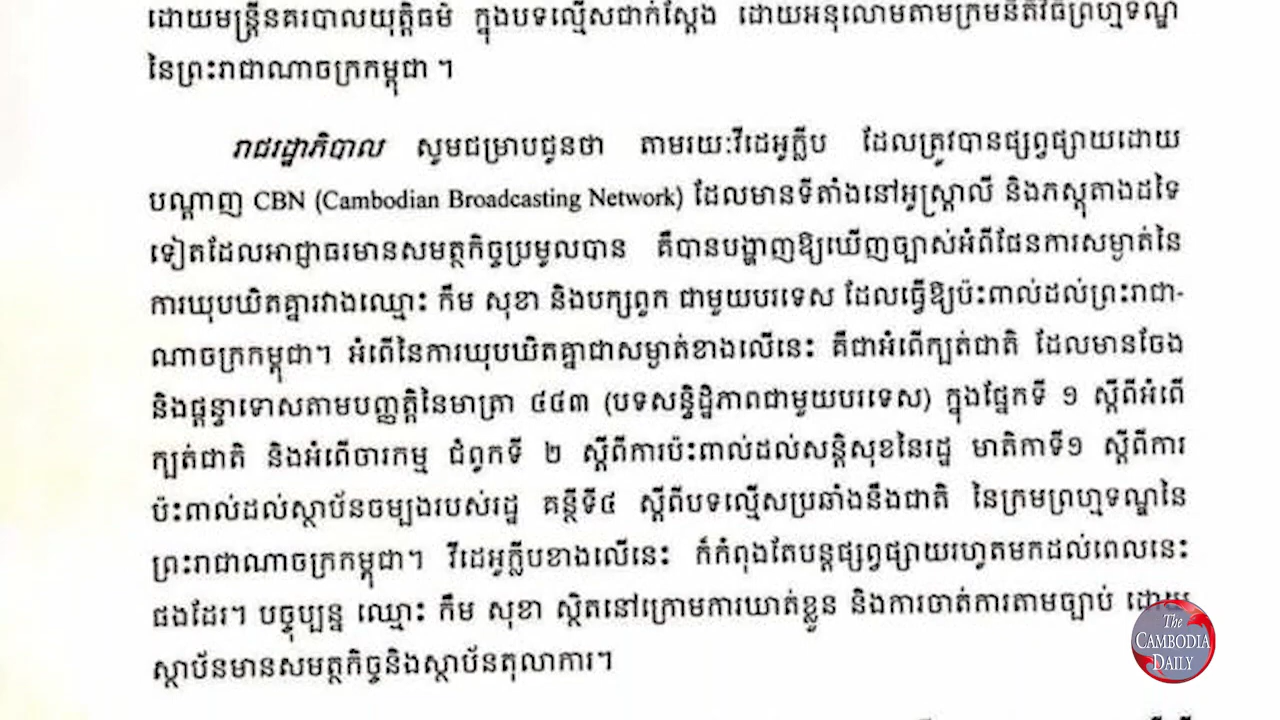 ដោយមន្ត្រីនគរបាលយុត្តិធម៌ ក្នុងបទល្មើសជាក់ស្តែង ដោយអនុលោមតាមក្រមនីតិវិធីព្រហ្មទណ្ឌ
នៃព្រះរាជាណាចក្រកម្ពុជា ។
រាជរដ្ឋាភិបាល សូមជម្រាបជូនថា តាមរយៈវីដេអូក្លីប ដែលត្រូវបានផ្សព្វផ្សាយដោយ
បណ្តាញ CBN (Cambodian Broadcasting Network) ដែលមានទីតាំងនៅអូស្ត្រាលី និងភស្តុតាងដទៃ
ទៀតដែលអាជ្ញាធរមានសមត្ថកិច្ចប្រមូលបាន គឺបានបង្ហាញឱ្យឃើញច្បាស់អំពីផែនការសម្ងាត់នៃ
ការឃុបឃិតគ្នារវាងឈ្មោះ កឹម សុខា និងបក្សពួក ជាមួយបរទេស ដែលធ្វើឱ្យប៉ះពាល់ដល់ព្រះរាជា-
ណាចក្រកម្ពុជា។ អំពើនៃការឃុបឃិតគ្នាជាសម្ងាត់ខាងលើនេះ គឺជាអំពើក្បត់ជាតិ ដែលមានចែង
និងផ្តន្ទាទោសតាមបញ្ញត្តិនៃមាត្រា ៤៤៣ (បទសន្ទិដ្ឋិភាពជាមួយបរទេស) ក្នុងផ្នែកទី ១ ស្តីពីអំពើ
ក្បត់ជាតិ និងអំពើចារកម្ម ជំពូកទី ២ ស្តីពីការប៉ះពាល់ដល់សន្តិសុខនៃរដ្ឋ មាតិកាទី១ ស្តីពីការ
ប៉ះពាល់ដល់ស្ថាប័នចម្បងរបស់រដ្ឋ គន្ថីទី៤ ស្តីពីបទល្មើសប្រឆាំងនឹងជាតិ នៃក្រមព្រហ្មទណ្ឌនៃ
ព្រះរាជាណាចក្រកម្ពុជា។ វីដេអូក្លីបខាងលើនេះ ក៏កំពុងតែបន្តផ្សព្វផ្សាយរហូតមកដល់ពេលនេះ
ផងដែរ។ បច្ចុប្បន្ន ឈ្មោះ កឹម សុខា ស្ថិតនៅក្រោមការឃាត់ខ្លួន និងការចាត់ការតាមច្បាប់ ដោយ
ស្ថាប័នមានសមត្ថកិច្ចនិងស្ថាប័នតុលាការ។
The
CAMBODIA
DAILY